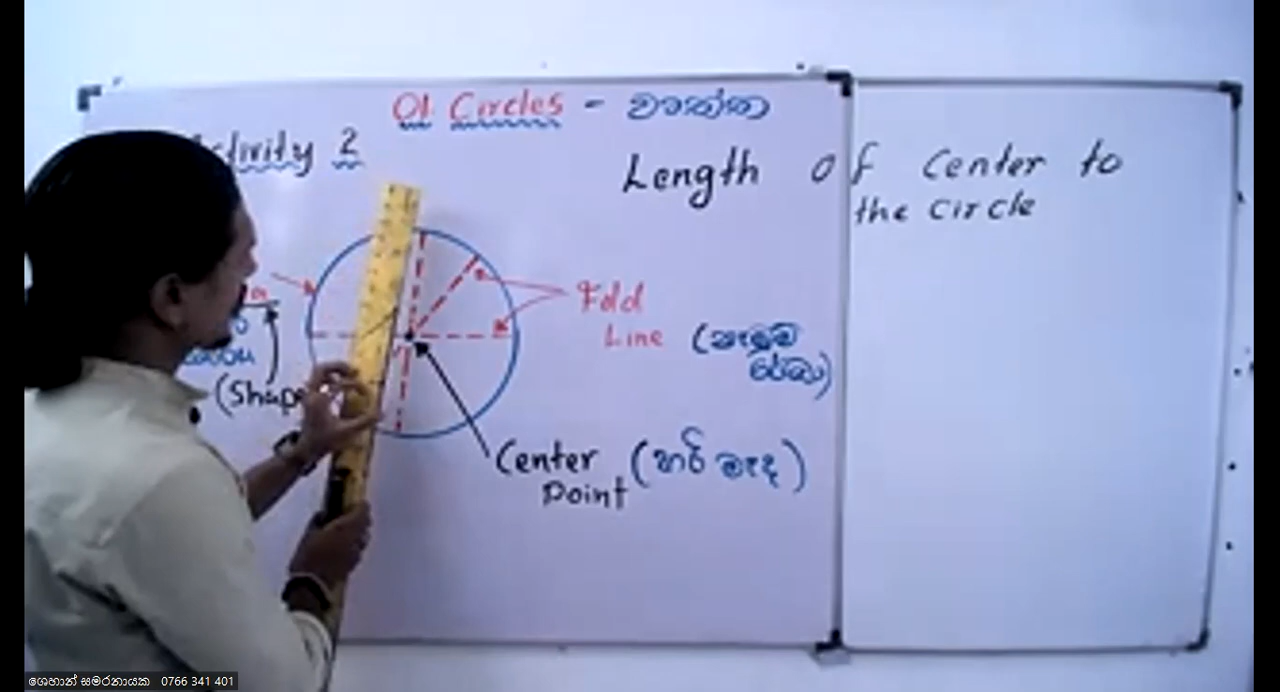 01 Circles - වෘත්ත
Activity 2
Length of center to
the circle
Fold
Line (නැමුම්
රේඛා)
(Shape
Center (හරි මැද)
Point
ශෙහාන් සමරනායක 0766 341 401